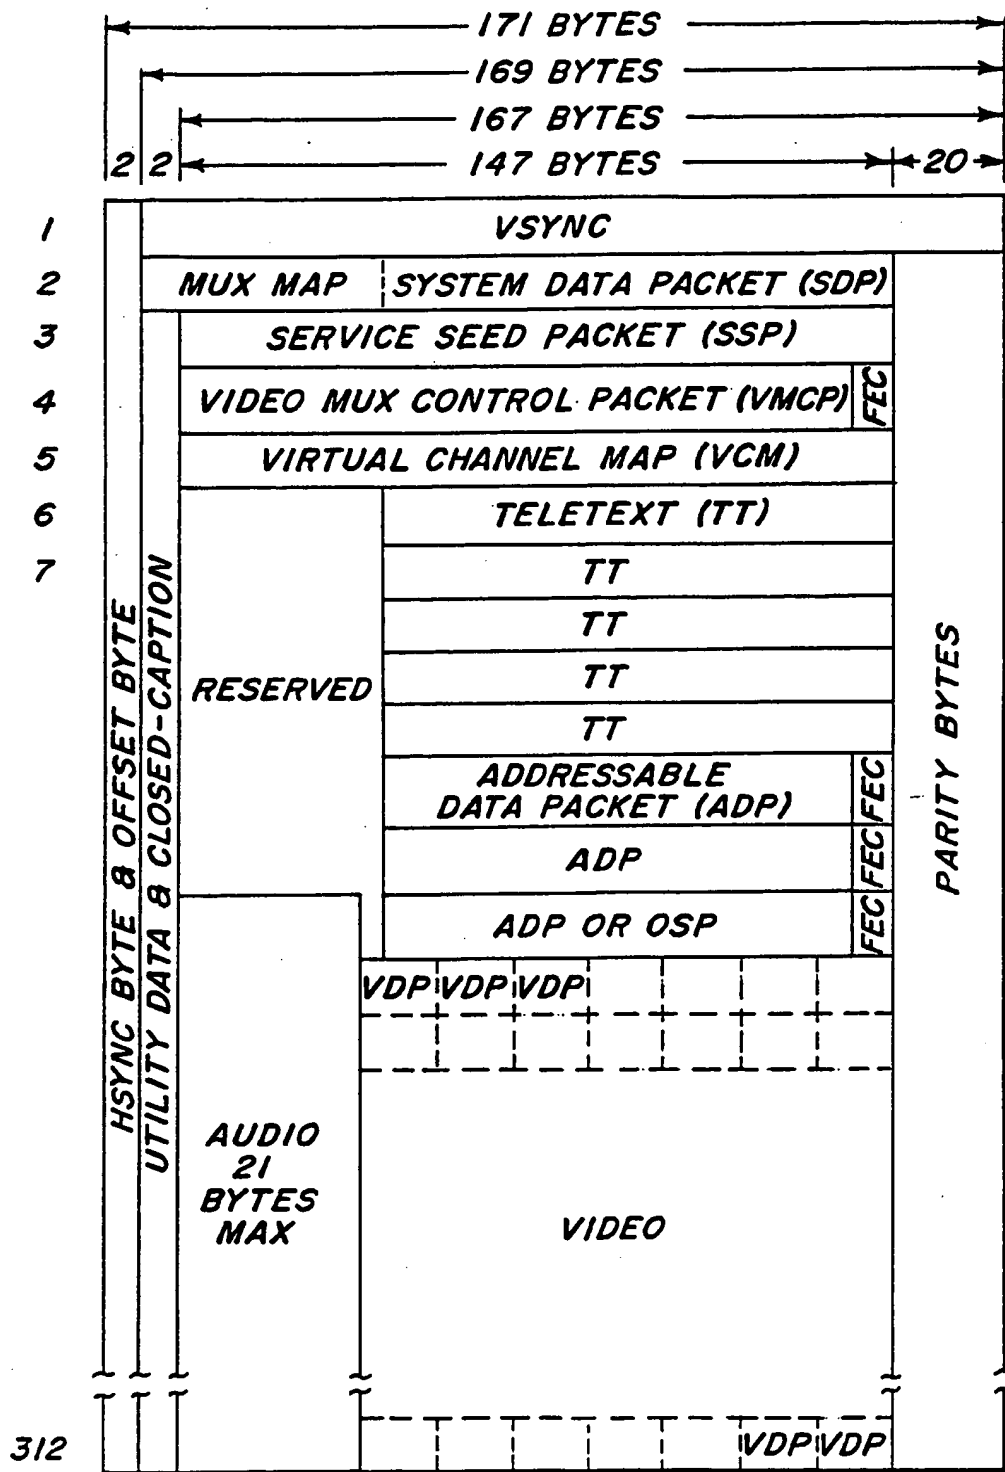 171 BYTES
169 BYTES
167 BYTES
2 2 147 BYTES 20
1 VSYNC
2 MUX MAP SYSTEM DATA PACKET (SDP)
3 SERVICE SEED PACKET (SSP)
4 VIDEO MUX CONTROL PACKET (VMCP) FEC
5 VIRTUAL CHANNEL MAP (VCM)
6 TELETEXT (TT)
7 TT
TT
TT
TT
RESERVED
ADDRESSABLE
DATA PACKET (ADP) FEC
ADP FEC
ADP OR OSP FEC
HSYNC BYTE & OFFSET BYTE
UTILITY DATA & CLOSED-CAPTION
PARITY BYTES
VDP VDP VDP
AUDIO
21
BYTES
MAX
VIDEO
312 VDP VDP